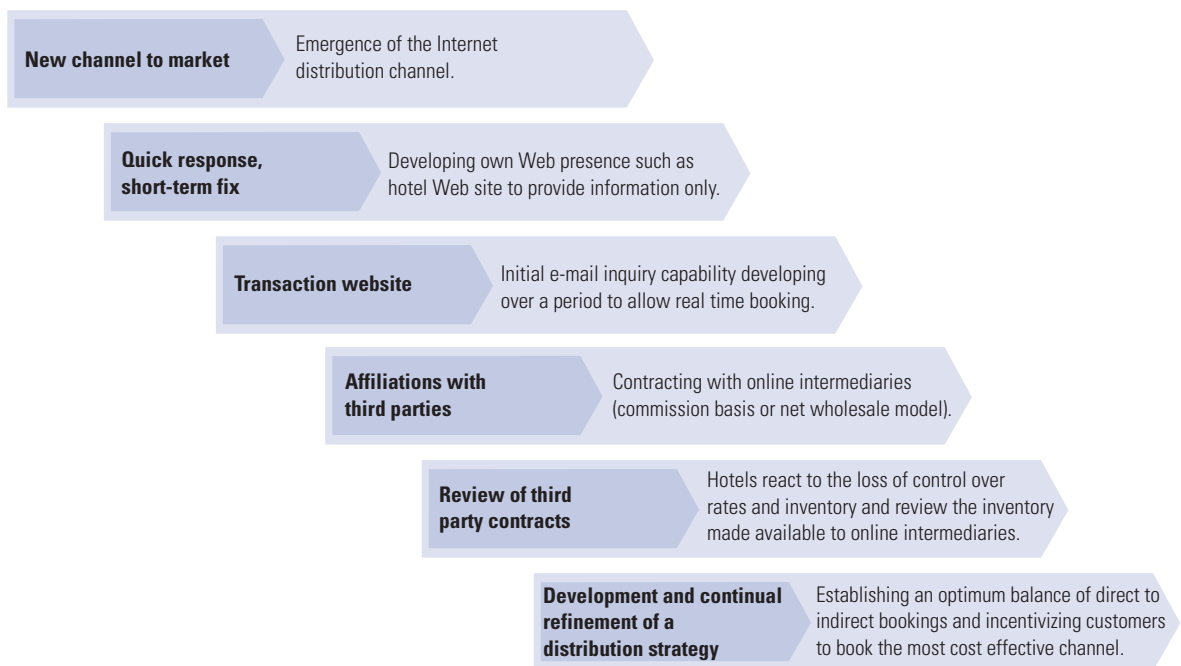 New channel to market
Emergence of the Internet
distribution channel.
Quick response,
short-term fix
Developing own Web presence such as
hotel Web site to provide information only.
Transaction website
Initial e-mail inquiry capability developing
over a period to allow real time booking.
Affiliations with
third parties
Contracting with online intermediaries
(commission basis or net wholesale model).
Review of third
party contracts
Hotels react to the loss of control over
rates and inventory and review the inventory
made available to online intermediaries.
Development and continual
refinement of a
distribution strategy
Establishing an optimum balance of direct to
indirect bookings and incentivizing customers
to book the most cost effective channel.